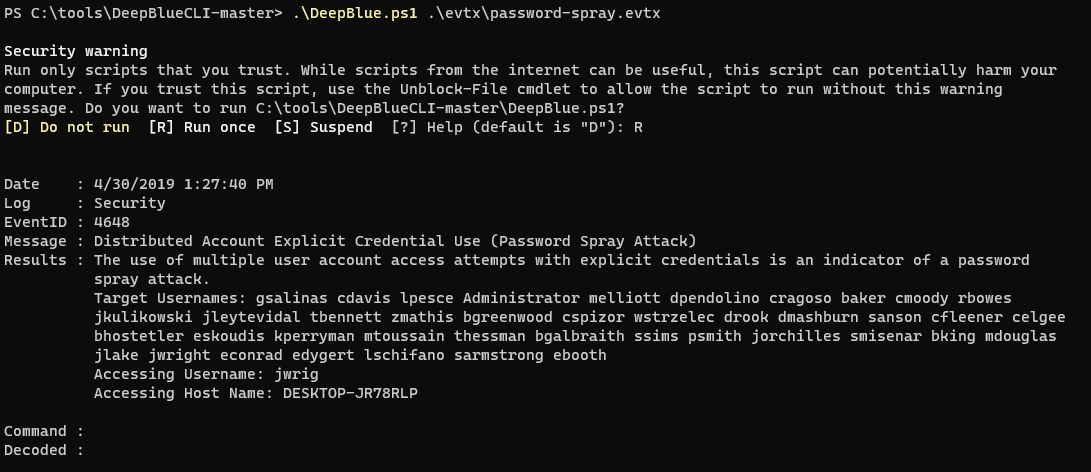 PS C:\tools\DeepBlueCLI-master> .\DeepBlue.ps1 .\evtx\password-spray.evtx
Security warning
Run only scripts that you trust. While scripts from the internet can be useful, this script can potentially harm your
computer. If you trust this script, use the Unblock-File cmdlet to allow the script to run without this warning
message. Do you want to run C:\tools\DeepBlueCLI-master\DeepBlue.ps1?
[D] Do not run  [R] Run once  [S] Suspend  [?] Help (default is "D"): R
Date    : 4/30/2019 1:27:40 PM
Log     : Security
EventID : 4648
Message : Distributed Account Explicit Credential Use (Password Spray Attack)
Results : The use of multiple user account access attempts with explicit credentials is an indicator of a password
spray attack.
Target Usernames: gsalinas cdavis lpesce Administrator melliott dpendolino cragoso baker cmoody rbowes
jkulikowski jleytevidal tbennett zmathis bgreenwood cspizor wstrzelec drook dmashburn sanson cfleener celgee
bhostetler eskoudis kperryman mtoussain thessman bgalbraith ssims psmith jorchilles smisenar bking mdouglas
jlake jwright econrad edygert lschifano sarmstrong ebooth
Accessing Username: jwrig
Accessing Host Name: DESKTOP-JR78RLP
Command :
Decoded :